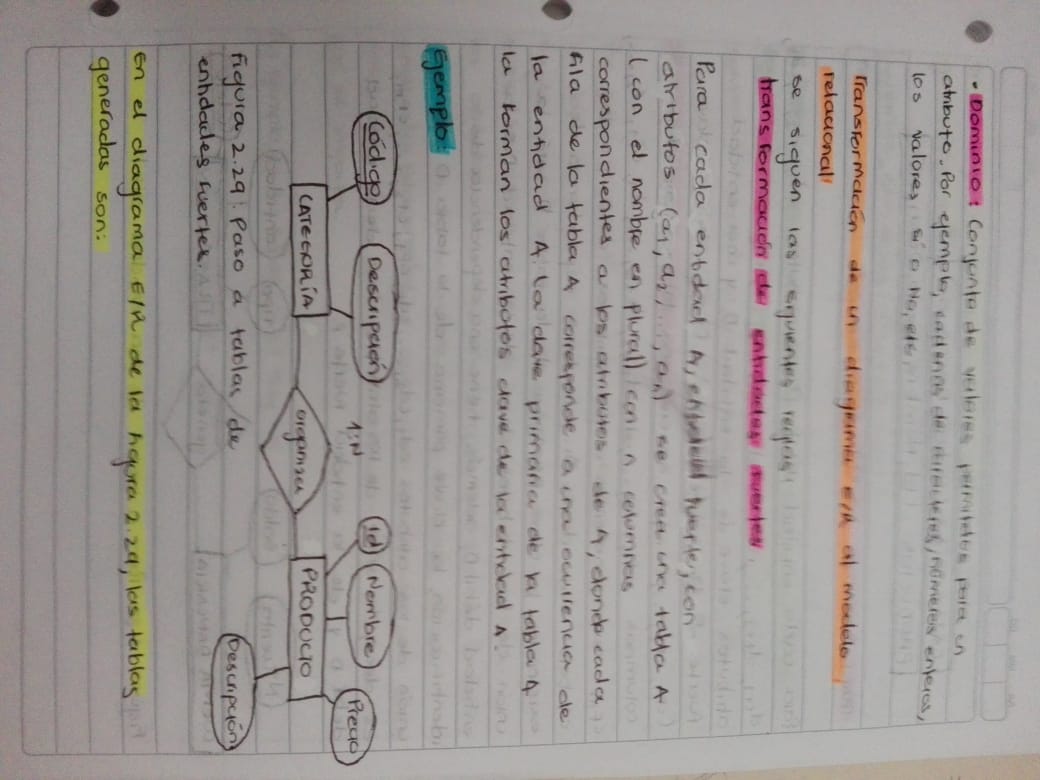 • Dominio: Conjunto de valores permitidos para un
atributo. Por ejemplo, cadenas de caracteres, números enteros,
los valores sí o No, etc
Transformación de un diagrama E/R al modelo
relacional:
se siguen las siguientes reglas
transformación de entidades fuertes
Para cada entidad A, entidad fuerte, con
atributos (a1, a2, ..., an) se crea una tabla A
(con el nombre en plural) con n columnas
correspondientes a los atributos de A, donde cada
fila de la tabla A corresponde a una ocurrencia de
la entidad A. La clave primaria de la tabla A
la forman los atributos clave de la entidad A
Ejemplo:
Código
Descripción
1:N
Id
Nombre
Precio
CATEGORÍA
organiza
PRODUCTO
Descripción
Figura 2.29: Paso a tablas de
entidades fuertes.
En el diagrama E/R de la figura 2.29, las tablas
generadas son: